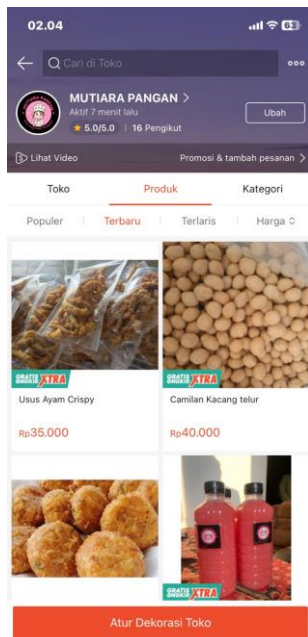 02.04
63
Cari di Toko
MUTIARA PANGAN
Aktif 7 menit lalu
5.0/5.0 | 16 Pengikut
Ubah
Lihat Video
Promosi & tambah pesanan
Toko Produk Kategori
Populer Terbaru Terlaris Harga
GRATIS ONGKIR XTRA
GRATIS ONGKIR XTRA
Usus Ayam Crispy
Camilan Kacang telur
Rp35.000
Rp40.000
GRATIS ONGKIR XTRA
Atur Dekorasi Toko